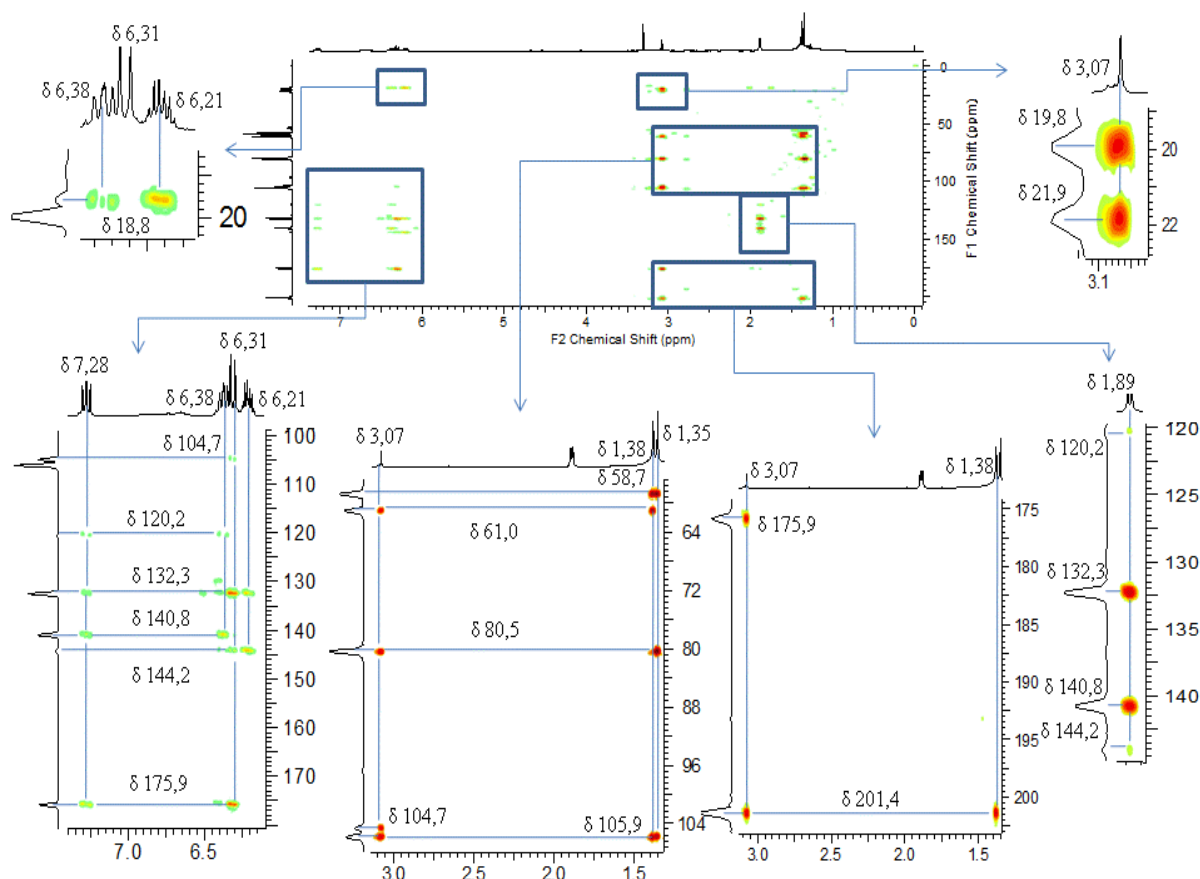 δ 6,31
δ 6,38
δ 6,21
20
δ 18,8
0
50
100
150
F1 Chemical Shift (ppm)
7
6
5
4
3
2
1
0
F2 Chemical Shift (ppm)
δ 3,07
δ 19,8
20
δ 21,9
22
3.1
δ 6,31
δ 7,28
δ 6,38
δ 6,21
δ 104,7
100
110
δ 120,2
120
δ 132,3
130
δ 140,8
140
δ 144,2
150
δ 175,9
170
7.0
6.5
δ 3,07
δ 1,38
δ 1,35
δ 58,7
δ 61,0
64
72
δ 80,5
80
88
96
δ 104,7
δ 105,9
104
3.0
2.5
2.0
1.5
δ 3,07
δ 1,38
δ 175,9
175
180
185
190
195
δ 201,4
200
3.0
2.5
2.0
1.5
δ 1,89
δ 120,2
120
125
δ 132,3
130
135
δ 140,8
140
δ 144,2